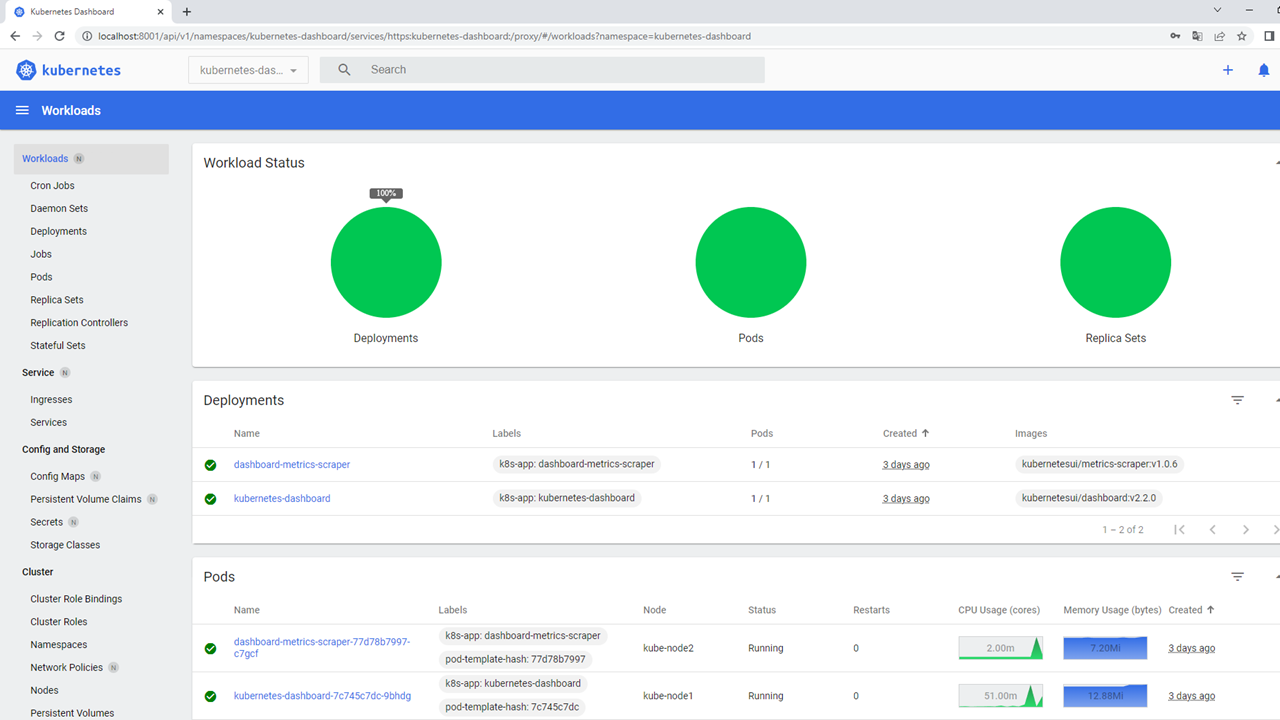 Kubernetes Dashboard
localhost:8001/api/v1/namespaces/kubernetes-dashboard/services/https:kubernetes-dashboard:/proxy/#/workloads?namespace=kubernetes-dashboard
kubernetes
kubernetes-das...
Search
Workloads
Workloads N
Cron Jobs
Daemon Sets
Deployments
Jobs
Pods
Replica Sets
Replication Controllers
Stateful Sets
Service N
Ingresses
Services
Config and Storage
Config Maps N
Persistent Volume Claims N
Secrets N
Storage Classes
Cluster
Cluster Role Bindings
Cluster Roles
Namespaces
Network Policies N
Nodes
Persistent Volumes
Workload Status
100%
Deployments Pods Replica Sets
Deployments
Name Labels Pods Created Images
dashboard-metrics-scraper k8s-app: dashboard-metrics-scraper 1 / 1 3 days ago kubernetesui/metrics-scraper:v1.0.6
kubernetes-dashboard k8s-app: kubernetes-dashboard 1 / 1 3 days ago kubernetesui/dashboard:v2.2.0
1 – 2 of 2
Pods
Name Labels Node Status Restarts CPU Usage (cores) Memory Usage (bytes) Created
dashboard-metrics-scraper-77d78b7997-c7gcf k8s-app: dashboard-metrics-scraper pod-template-hash: 77d78b7997 kube-node2 Running 0 2.00m 7.20Mi 3 days ago
kubernetes-dashboard-7c745c7dc-9bhdg k8s-app: kubernetes-dashboard pod-template-hash: 7c745c7dc kube-node1 Running 0 51.00m 12.88Mi 3 days ago